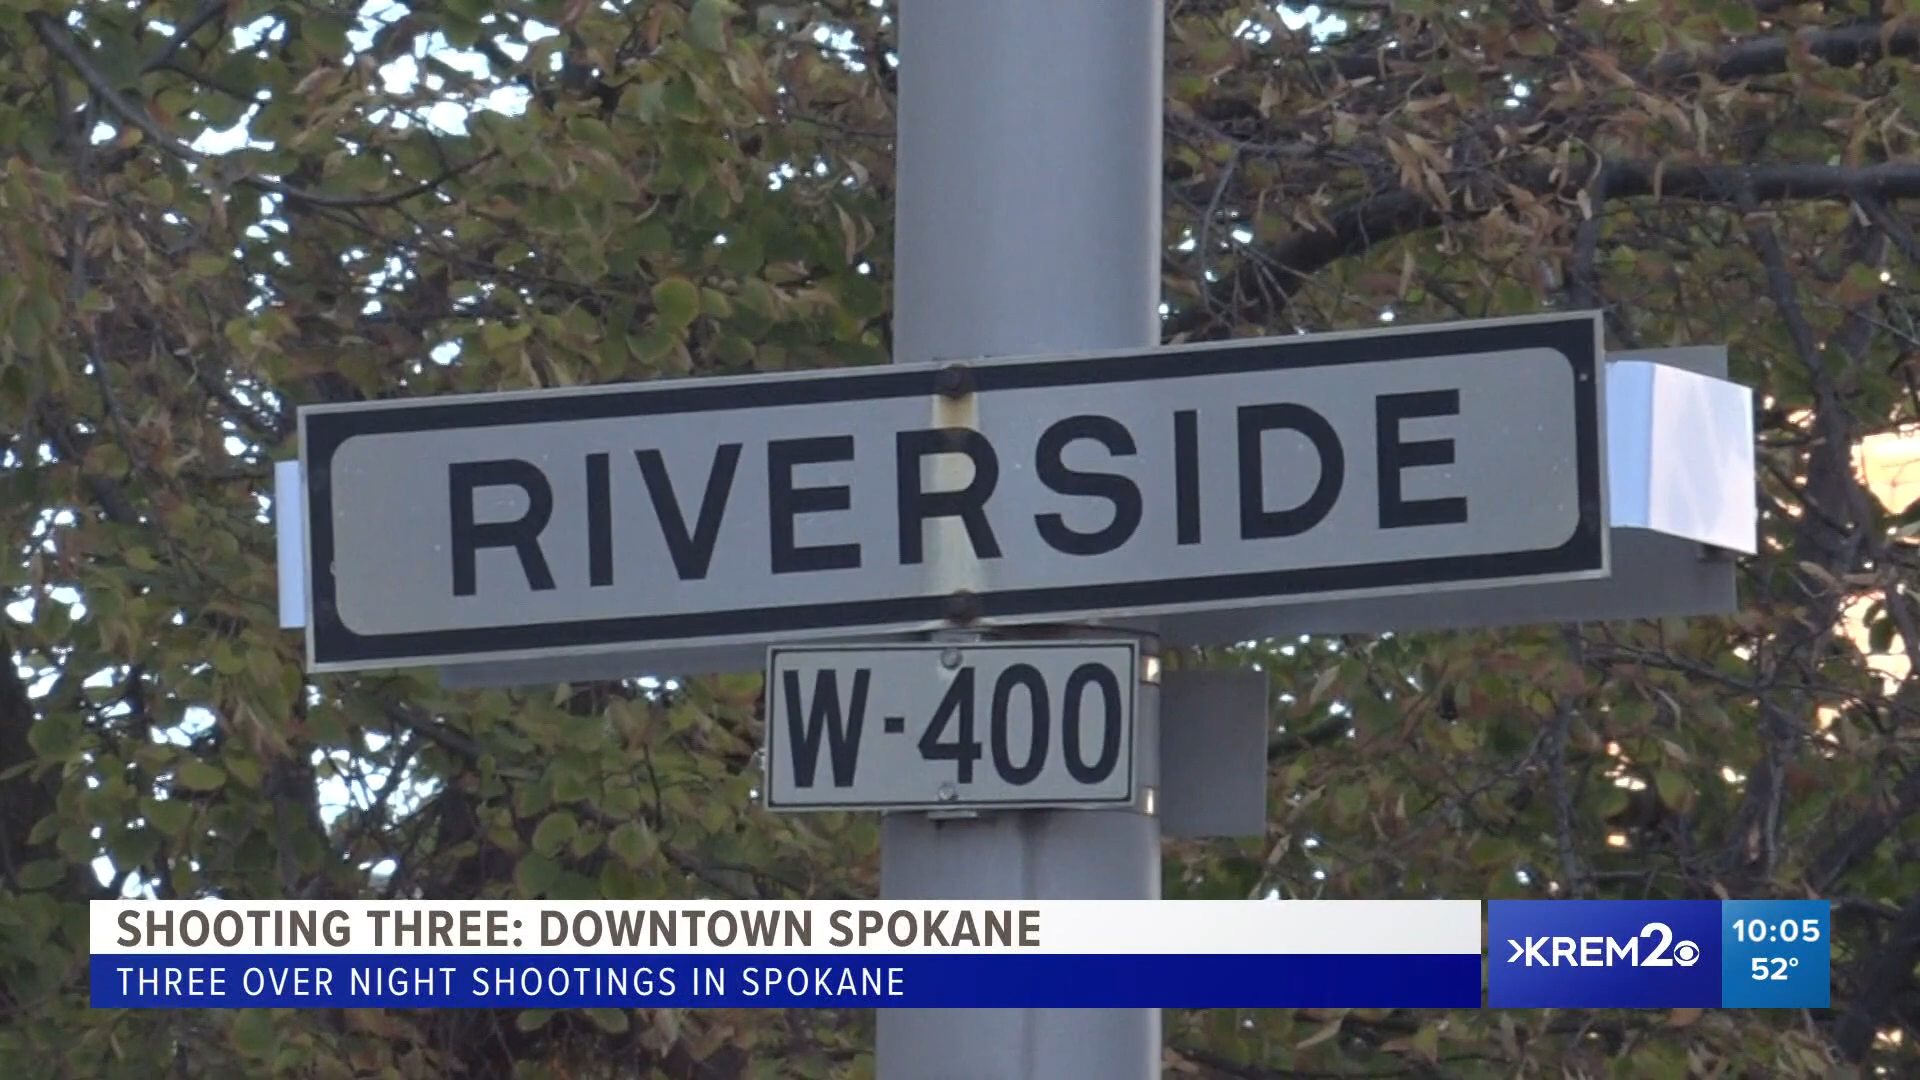 RIVERSIDE
W-400
SHOOTING THREE: DOWNTOWN SPOKANE
THREE OVER NIGHT SHOOTINGS IN SPOKANE
KREM2
10:05
52°